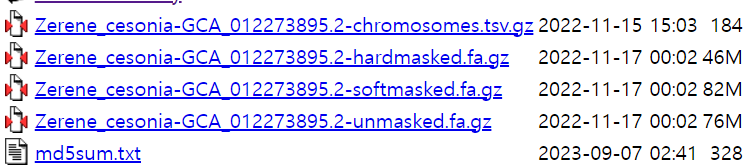 Zerene_cesonia-GCA_012273895.2-chromosomes.tsv.gz 2022-11-15 15:03 184
Zerene_cesonia-GCA_012273895.2-hardmasked.fa.gz 2022-11-17 00:02 46M
Zerene_cesonia-GCA_012273895.2-softmasked.fa.gz 2022-11-17 00:02 82M
Zerene_cesonia-GCA_012273895.2-unmasked.fa.gz 2022-11-17 00:02 76M
md5sum.txt 2023-09-07 02:41 328